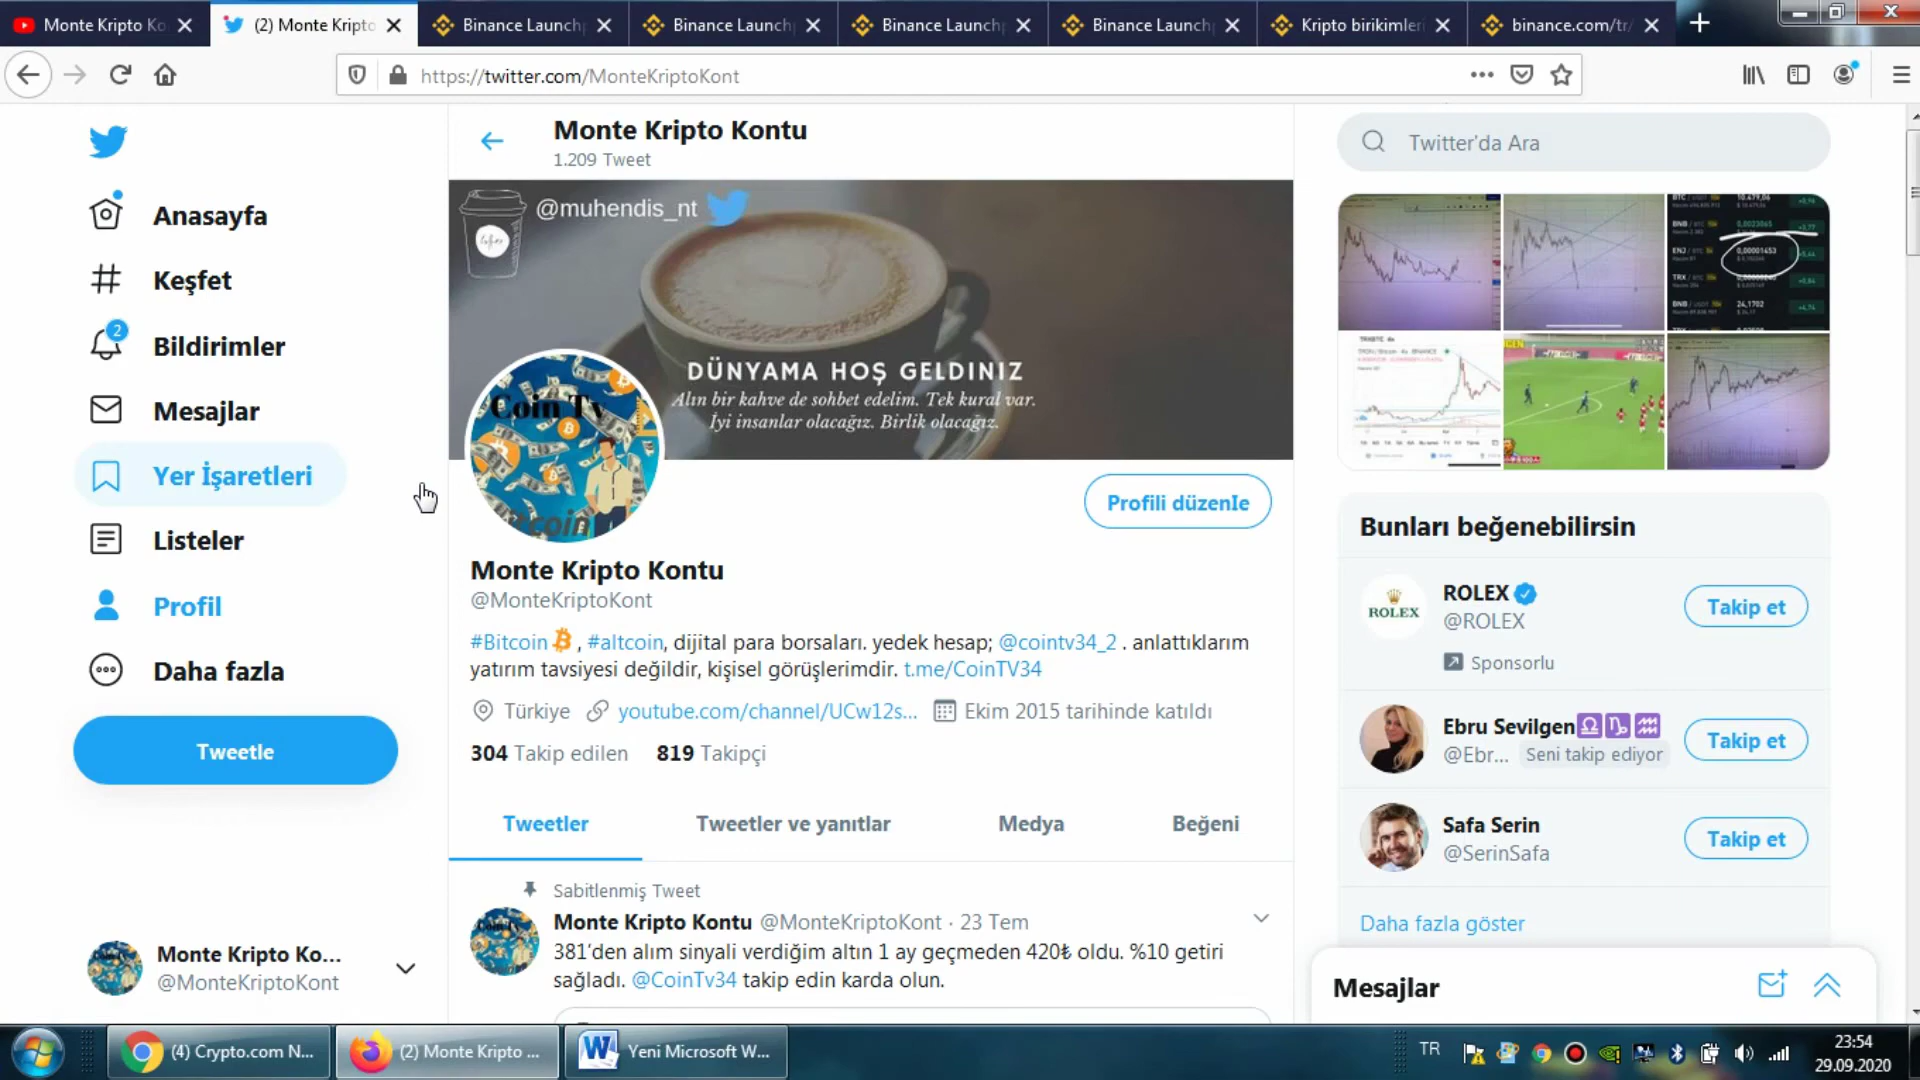 Monte Kripto Ko
(2) Monte Kripto
Binance Launchp
Binance Launchp
Binance Launchp
Binance Launchp
Kripto birikimleri
binance.com/tr/
https://twitter.com/MonteKriptoKont
Anasayfa
Keşfet
2
Bildirimler
Mesajlar
Yer İşaretleri
Listeler
Profil
Daha fazla
Tweetle
Monte Kripto Ko...
@MonteKriptoKont
Monte Kripto Kontu
1.209 Tweet
@muhendis_nt
DÜNYAMA HOŞ GELDINIZ
Alın bir kahve de sohbet edelim. Tek kural var.
İyi insanlar olacağız. Birlik olacağız.
Coin Tv
Profili düzenle
Monte Kripto Kontu
@MonteKriptoKont
#Bitcoin , #altcoin, dijital para borsaları. yedek hesap; @cointv34_2 . anlattıklarım
yatırım tavsiyesi değildir, kişisel görüşlerimdir. t.me/CoinTV34
Türkiye youtube.com/channel/UCw12s... Ekim 2015 tarihinde katıldı
304 Takip edilen 819 Takipçi
Tweetler Tweetler ve yanıtlar Medya Beğeni
Sabitlenmiş Tweet
Monte Kripto Kontu @MonteKriptoKont · 23 Tem
381'den alım sinyali verdiğim altın 1 ay geçmeden 420₺ oldu. %10 getiri
sağladı. @CoinTv34 takip edin karda olun.
Twitter'da Ara
Bunları beğenebilirsin
ROLEX
ROLEX
@ROLEX
Takip et
Sponsorlu
Ebru Sevilgen♎♑♒
@Ebr... Seni takip ediyor
Takip et
Safa Serin
@SerinSafa
Takip et
Daha fazla göster
Mesajlar
(4) Crypto.com N...
(2) Monte Kripto ...
Yeni Microsoft W...
TR
23:54
29.09.2020